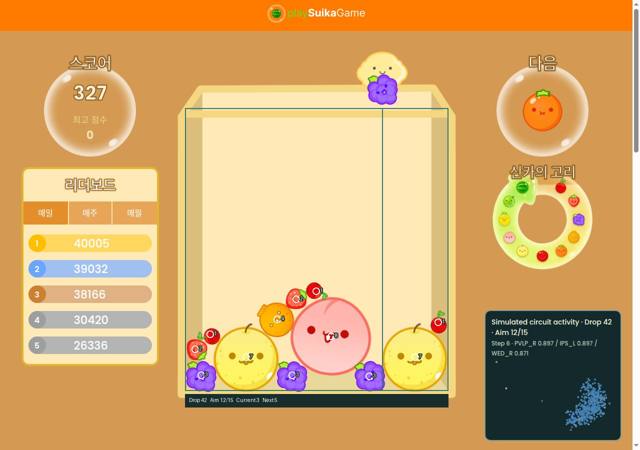 playSuikaGame
스코어
327
최고 점수
0
다음
신카의 고리
리더보드
매일
매주
매월
1
40005
2
39032
3
38166
4
30420
5
26336
Simulated circuit activity · Drop 42
· Aim 12/15
Step 6 · PVLP_R 0.897 / IPS_L 0.897 /
WED_R 0.871
Drop 42 Aim 12/15 Current 3 Next 5